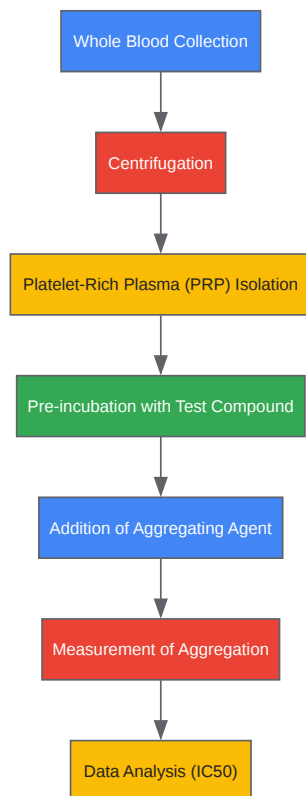 Whole Blood Collection
Centrifugation
Platelet-Rich Plasma (PRP) Isolation
Pre-incubation with Test Compound
Addition of Aggregating Agent
Measurement of Aggregation
Data Analysis (IC50)